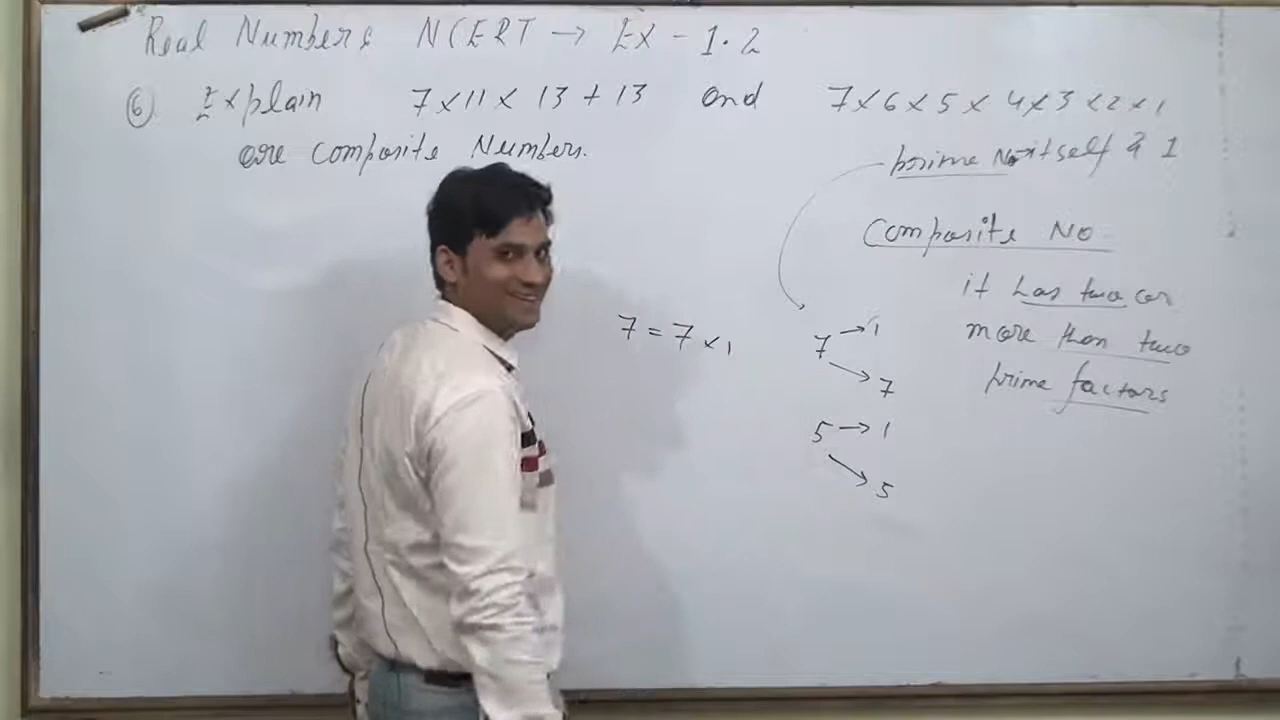 Real Numbers NCERT → EX - 1.2
⑥ Explain 7 × 11 × 13 + 13 and 7 × 6 × 5 × 4 × 3 × 2 × 1
are composite Numbers.
prime No → itself & 1
Composite No
it has two or
more than two
prime factors
7 = 7 × 1
7 → 1
→ 7
5 → 1
→ 5